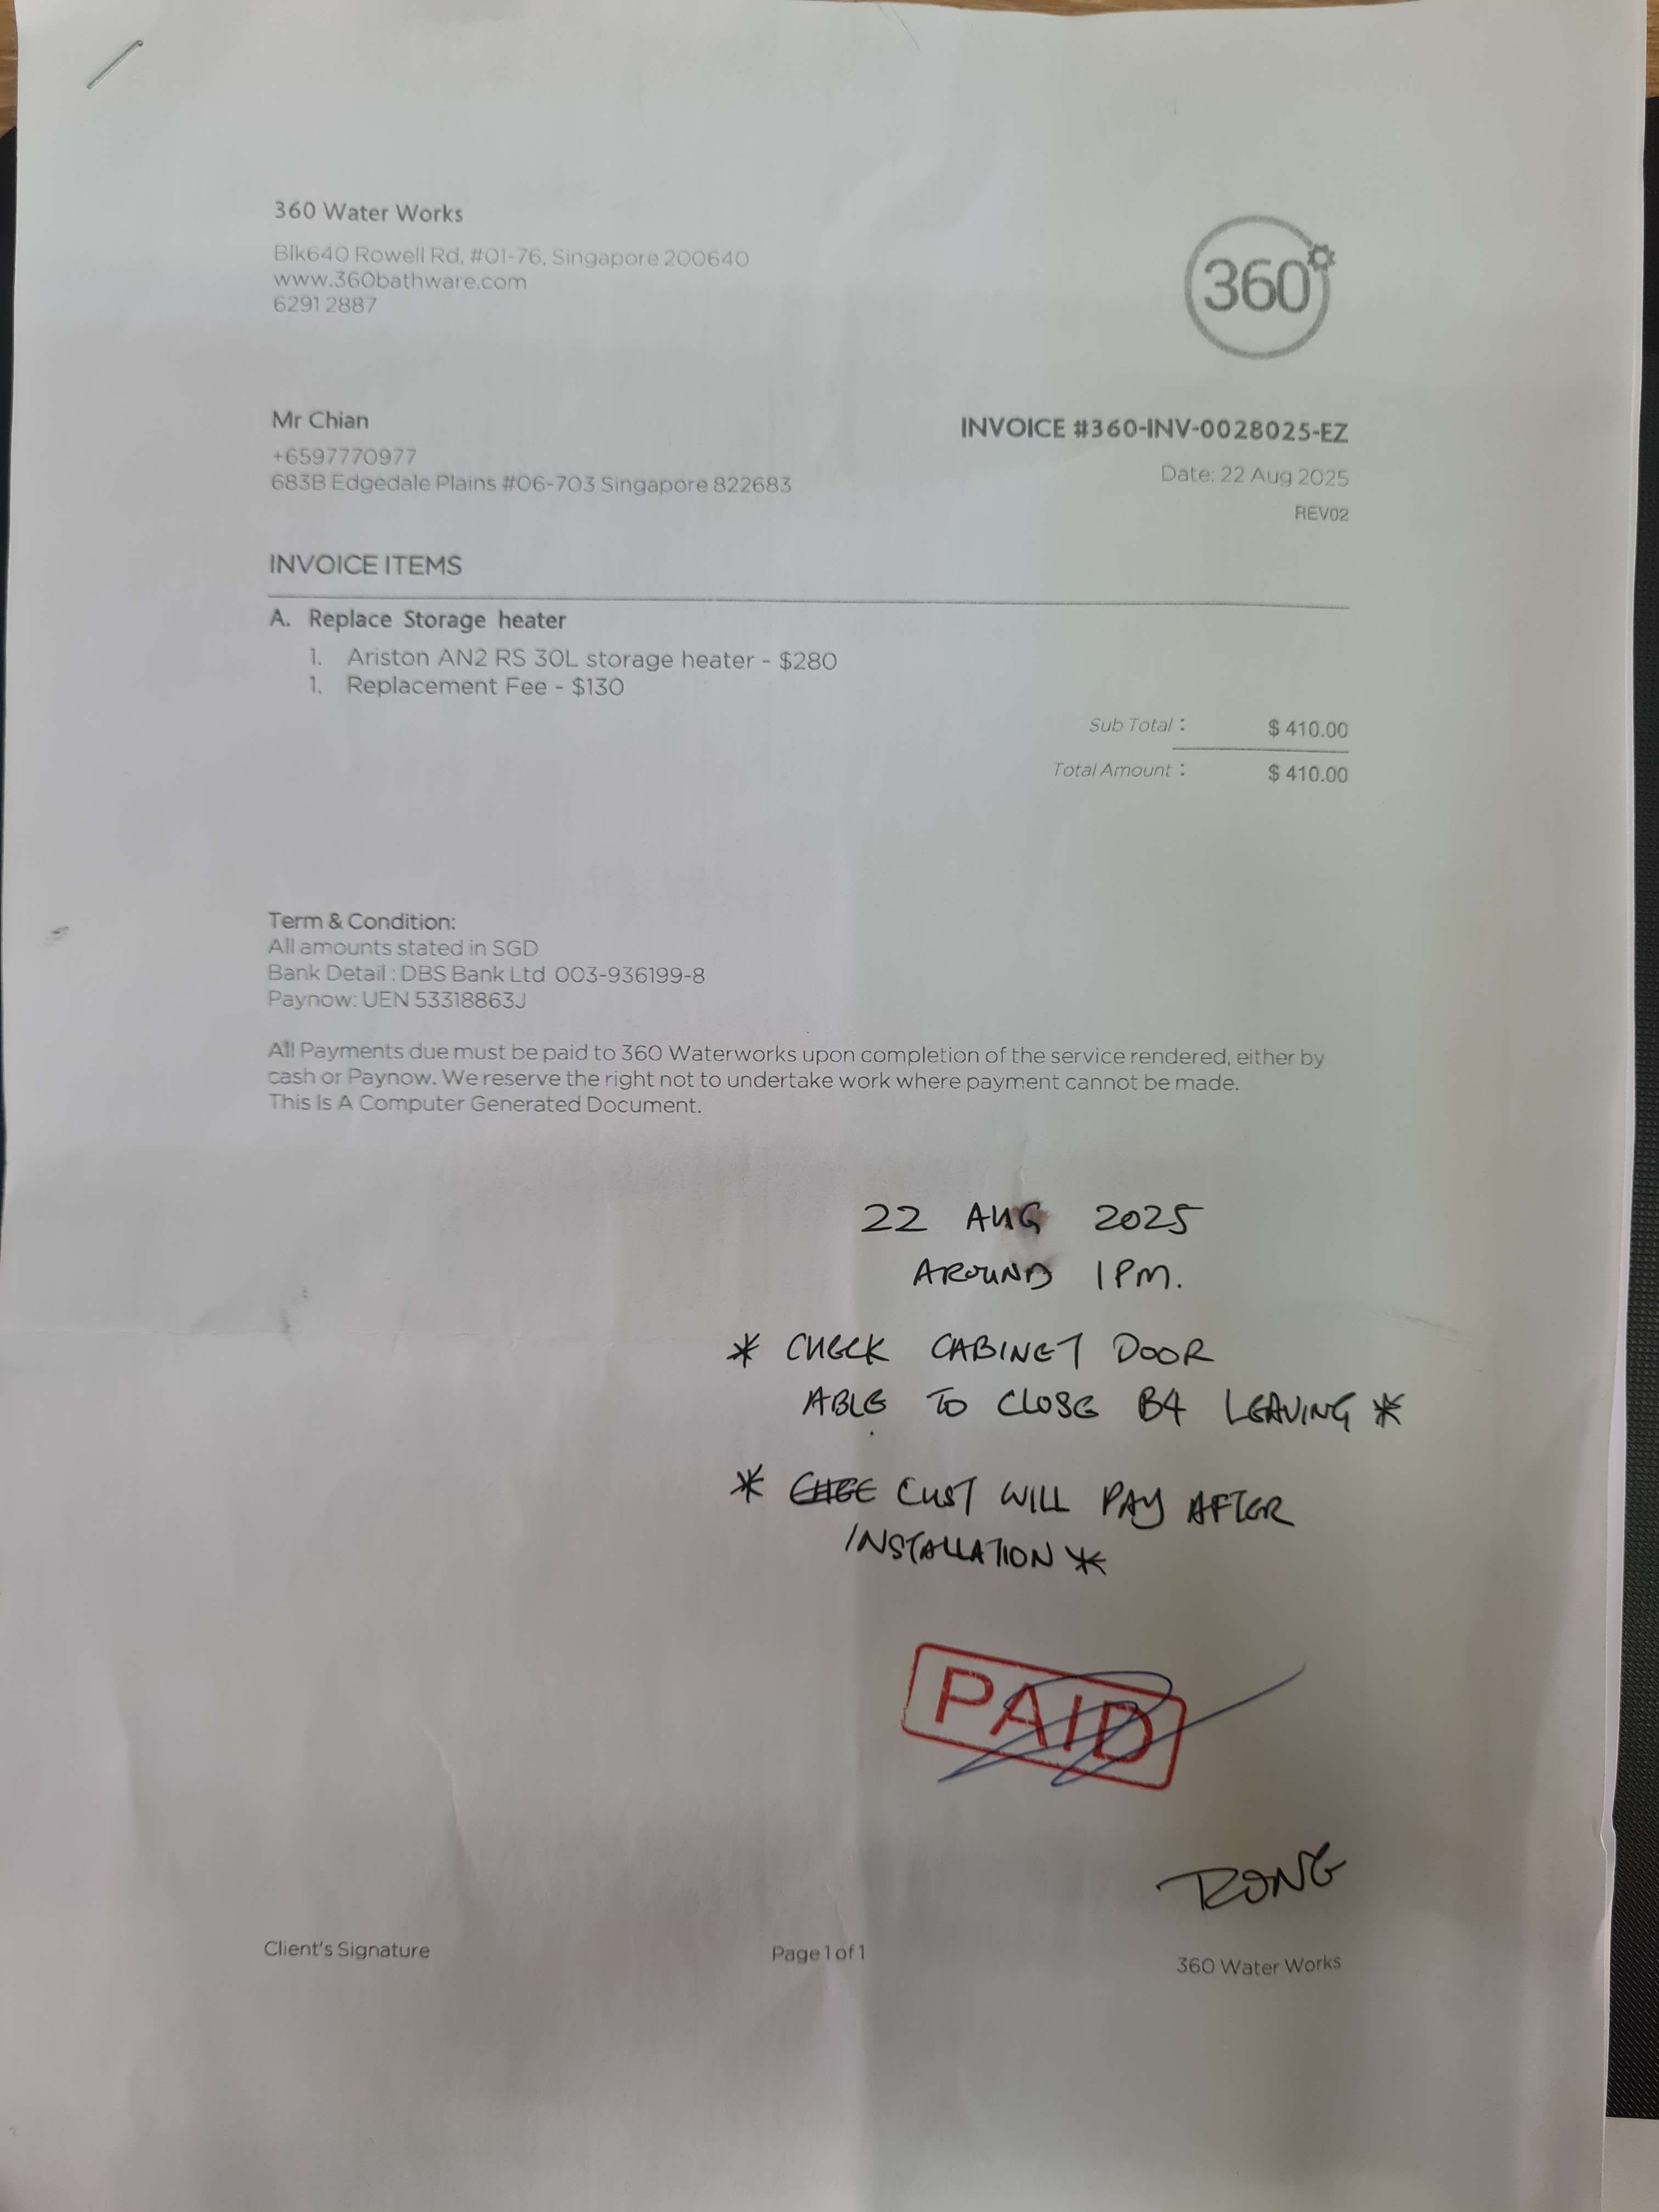 360 Water Works
Blk640 Rowell Rd, #01-76, Singapore 200640
www.360bathware.com
6291 2887
360
Mr Chian
+6597770977
683B Edgedale Plains #06-703 Singapore 822683
INVOICE #360-INV-0028025-EZ
Date: 22 Aug 2025
REV02
INVOICE ITEMS
A. Replace Storage heater
1. Ariston AN2 RS 30L storage heater - $280
1. Replacement Fee - $130
Sub Total : $ 410.00
Total Amount : $ 410.00
Term & Condition:
All amounts stated in SGD
Bank Detail : DBS Bank Ltd 003-936199-8
Paynow: UEN 53318863J
All Payments due must be paid to 360 Waterworks upon completion of the service rendered, either by
cash or Paynow. We reserve the right not to undertake work where payment cannot be made.
This Is A Computer Generated Document.
22 AUG 2025
AROUND 1PM.
* CHECK CABINET DOOR
ABLE TO CLOSE B4 LEAVING *
* CHEE CUST WILL PAY AFTER
INSTALLATION *
PAID
RONG
Client's Signature
Page 1 of 1
360 Water Works